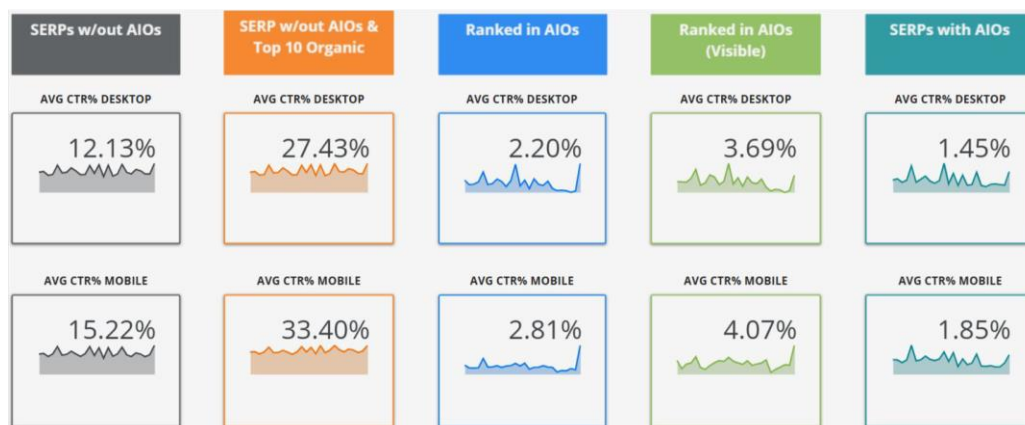 SERPs w/out AIOs
SERP w/out AIOs &
Top 10 Organic
Ranked in AIOs
Ranked in AIOs
(Visible)
SERPs with AIOs
AVG CTR% DESKTOP
AVG CTR% DESKTOP
AVG CTR% DESKTOP
AVG CTR% DESKTOP
AVG CTR% DESKTOP
12.13%
27.43%
2.20%
3.69%
1.45%
AVG CTR% MOBILE
AVG CTR% MOBILE
AVG CTR% MOBILE
AVG CTR% MOBILE
AVG CTR% MOBILE
15.22%
33.40%
2.81%
4.07%
1.85%